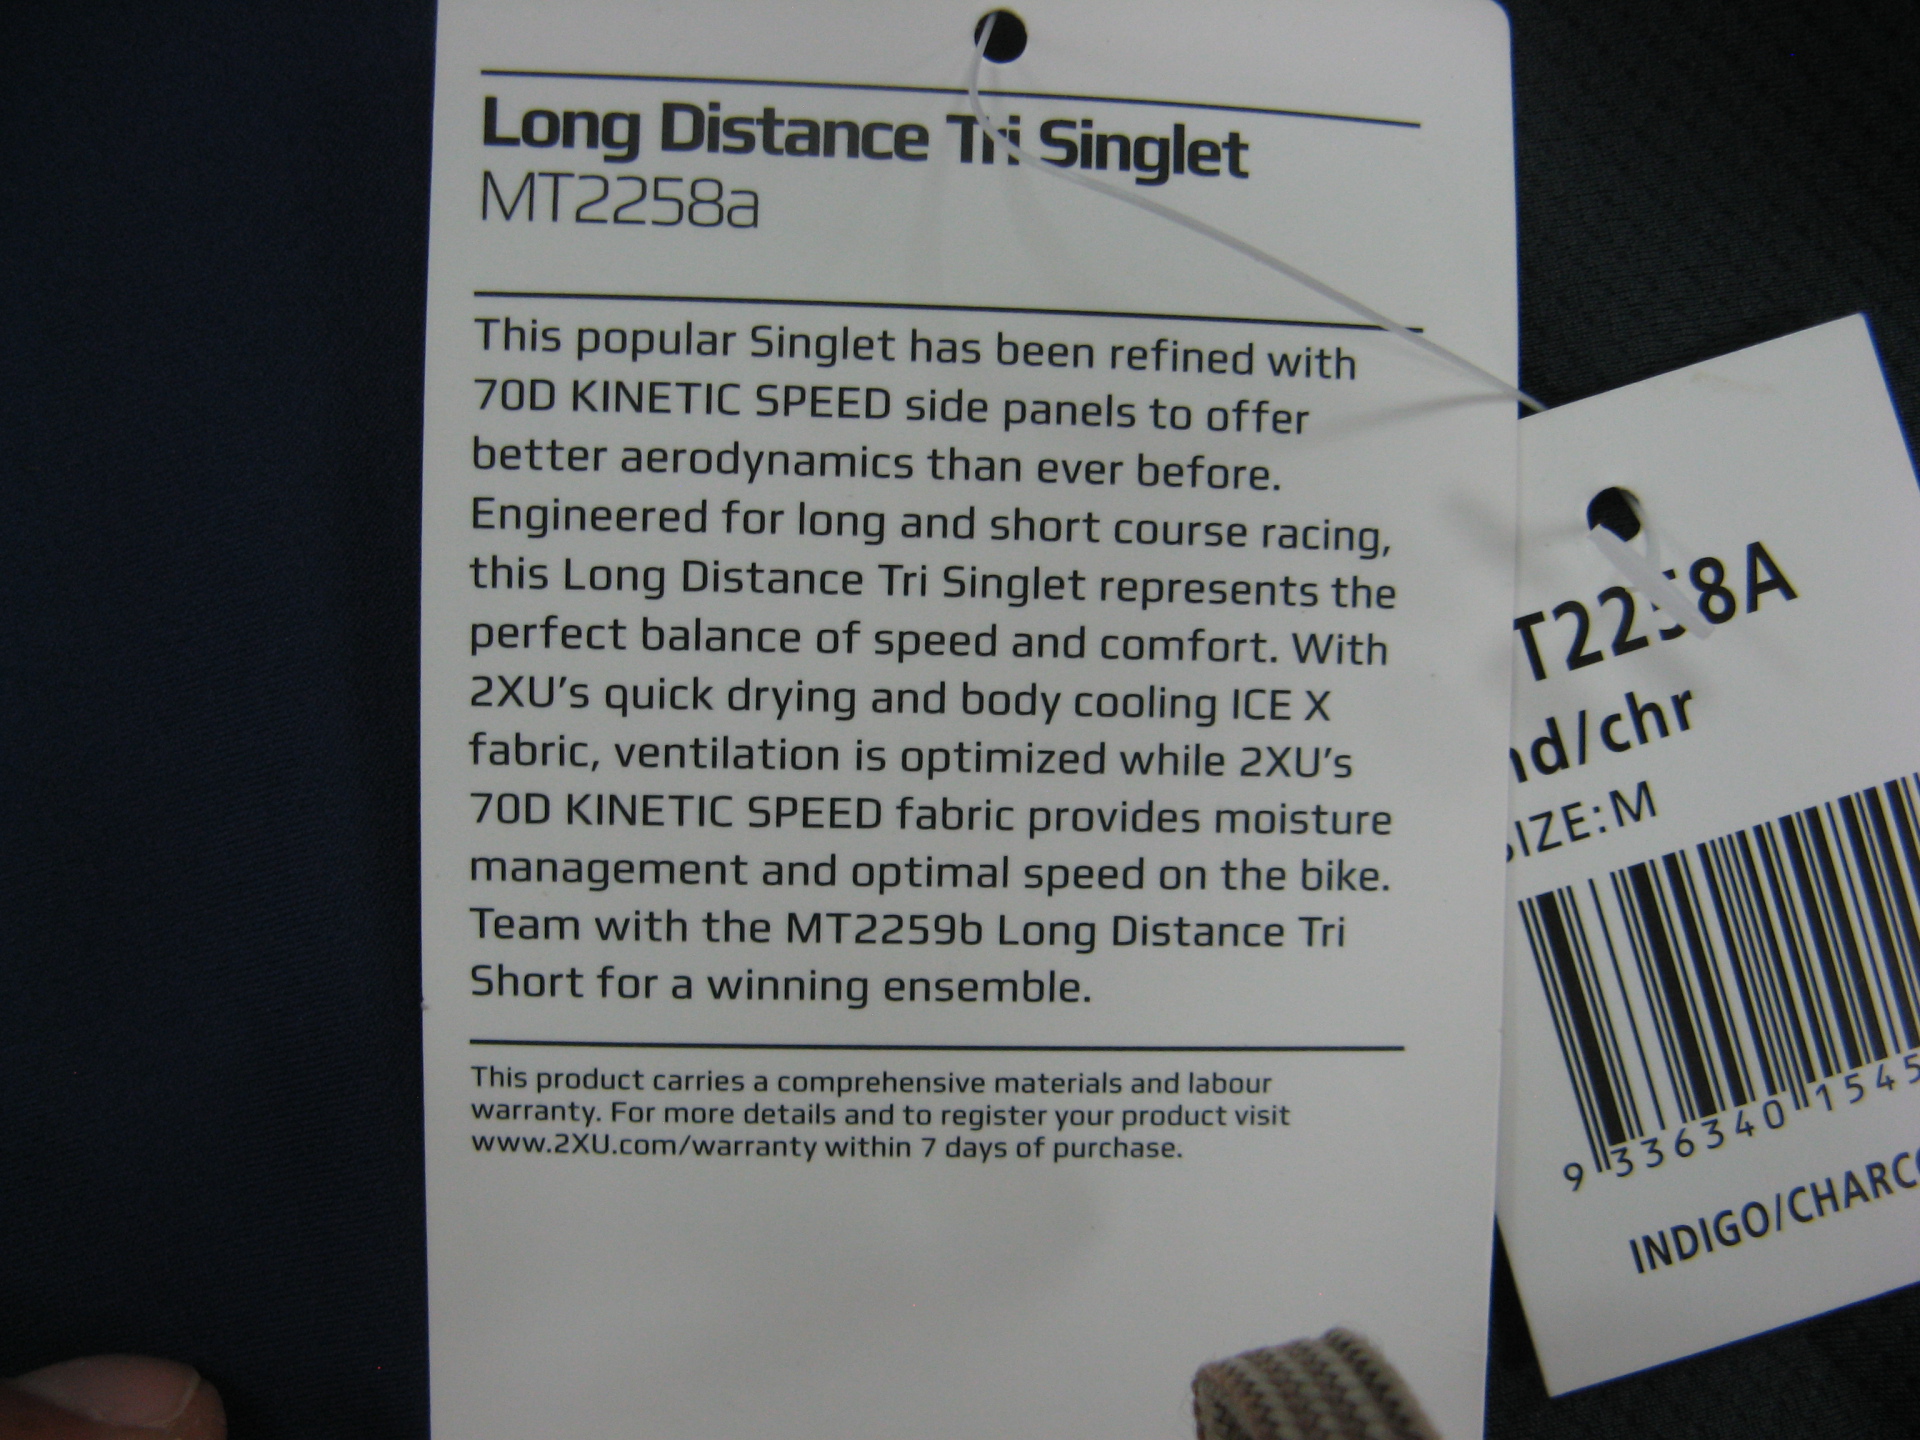 Long Distance Tri Singlet
MT2258a
This popular Singlet has been refined with
70D KINETIC SPEED side panels to offer
better aerodynamics than ever before.
Engineered for long and short course racing,
this Long Distance Tri Singlet represents the
perfect balance of speed and comfort. With
2XU's quick drying and body cooling ICE X
fabric, ventilation is optimized while 2XU's
70D KINETIC SPEED fabric provides moisture
management and optimal speed on the bike.
Team with the MT2259b Long Distance Tri
Short for a winning ensemble.
This product carries a comprehensive materials and labour
warranty. For more details and to register your product visit
www.2XU.com/warranty within 7 days of purchase.
T2258A
nd/chr
SIZE:M
9 336340 1545
INDIGO/CHARCO